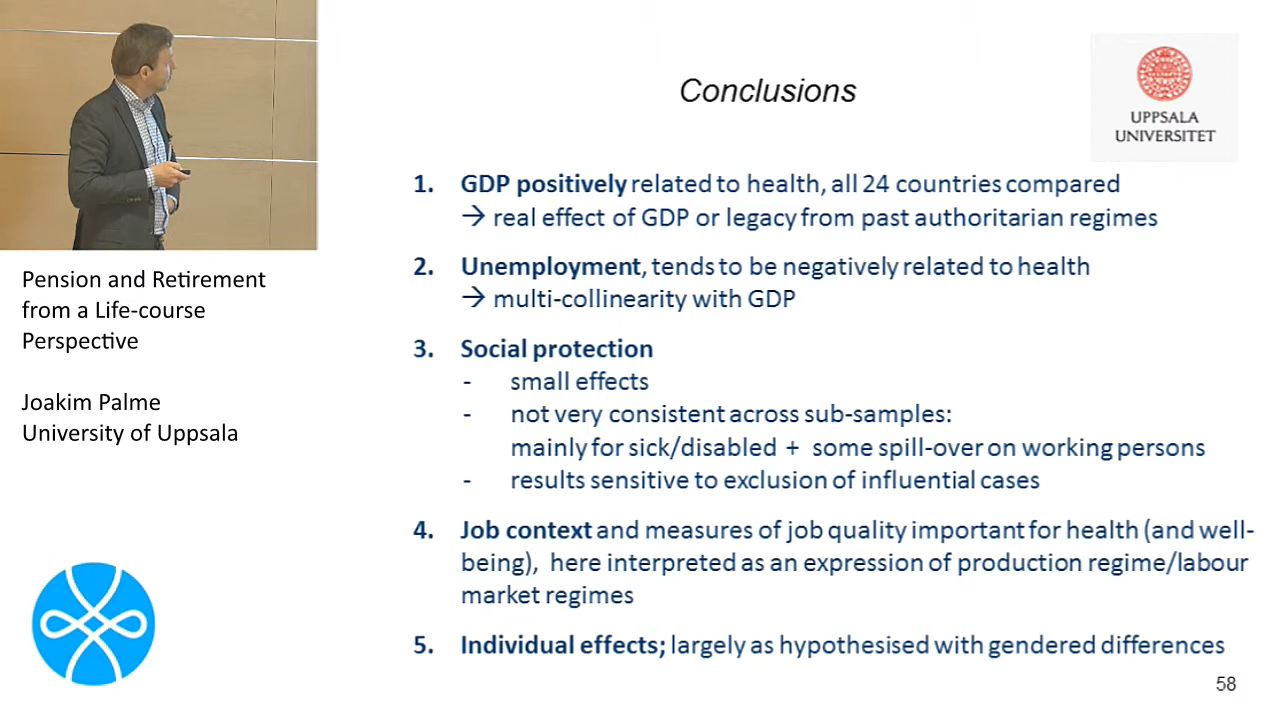 Conclusions
UPPSALA
UNIVERSITET
1. GDP positively related to health, all 24 countries compared
→ real effect of GDP or legacy from past authoritarian regimes
2. Unemployment, tends to be negatively related to health
→ multi-collinearity with GDP
3. Social protection
- small effects
- not very consistent across sub-samples:
mainly for sick/disabled + some spill-over on working persons
- results sensitive to exclusion of influential cases
4. Job context and measures of job quality important for health (and well-
being), here interpreted as an expression of production regime/labour
market regimes
5. Individual effects; largely as hypothesised with gendered differences
58
Pension and Retirement
from a Life-course
Perspective
Joakim Palme
University of Uppsala